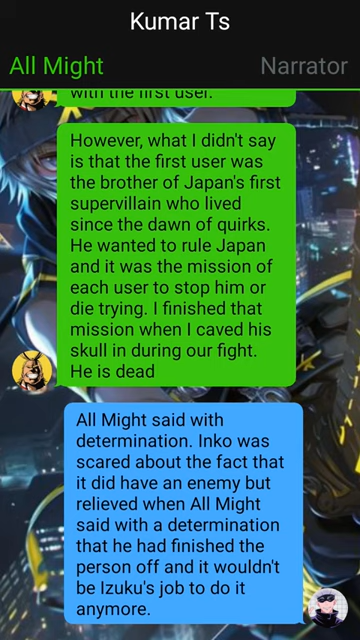 Kumar Ts
All Might
Narrator
with the first user.
However, what I didn't say
is that the first user was
the brother of Japan's first
supervillain who lived
since the dawn of quirks.
He wanted to rule Japan
and it was the mission of
each user to stop him or
die trying. I finished that
mission when I caved his
skull in during our fight.
He is dead
All Might said with
determination. Inko was
scared about the fact that
it did have an enemy but
relieved when All Might
said with a determination
that he had finished the
person off and it wouldn't
be Izuku's job to do it
anymore.